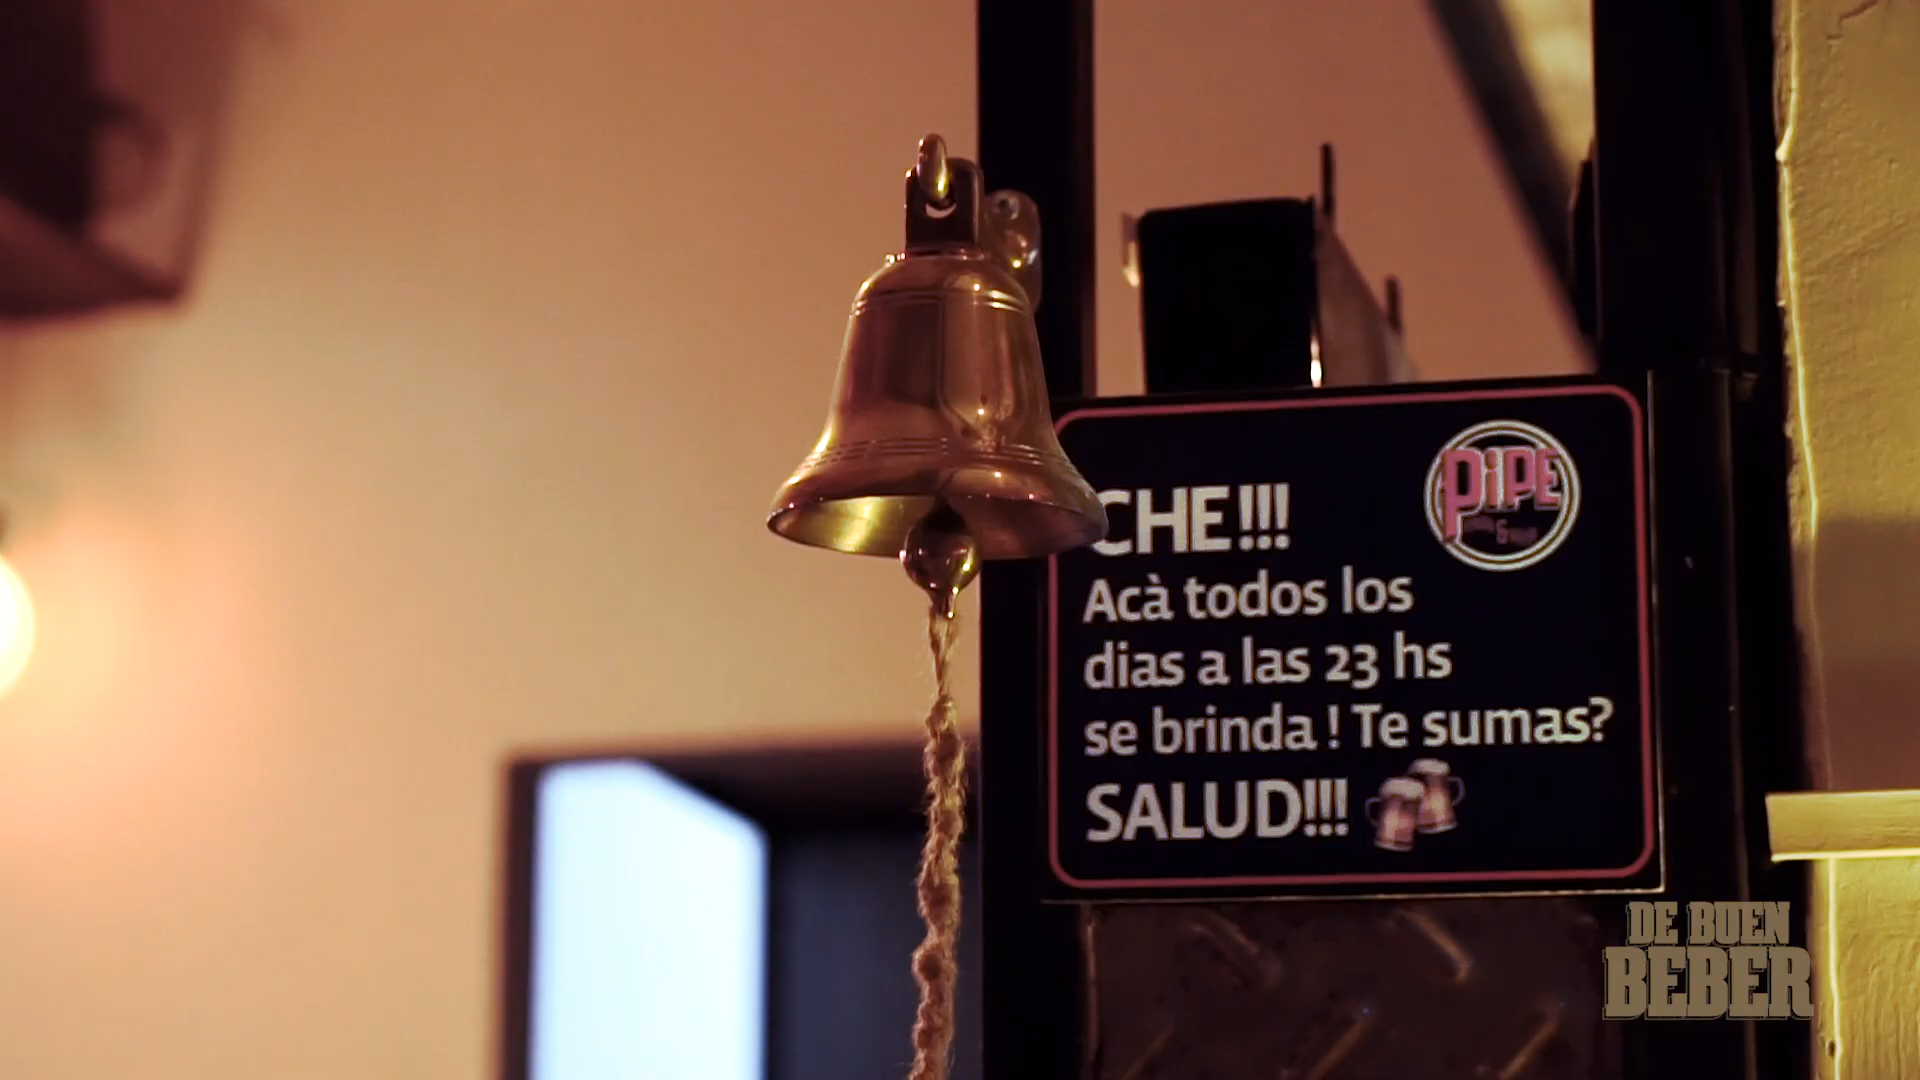 CHE!!!
PiPE
Acà todos los
dias a las 23 hs
se brinda! Te sumas?
SALUD!!!
DE BUEN
BEBER